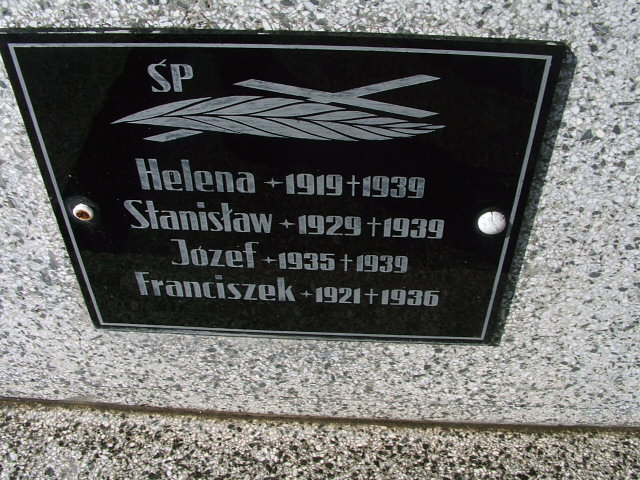 ŚP
Helena *1919 †1939
Stanisław *1929 †1939
Józef *1935 †1939
Franciszek *1921 †1936